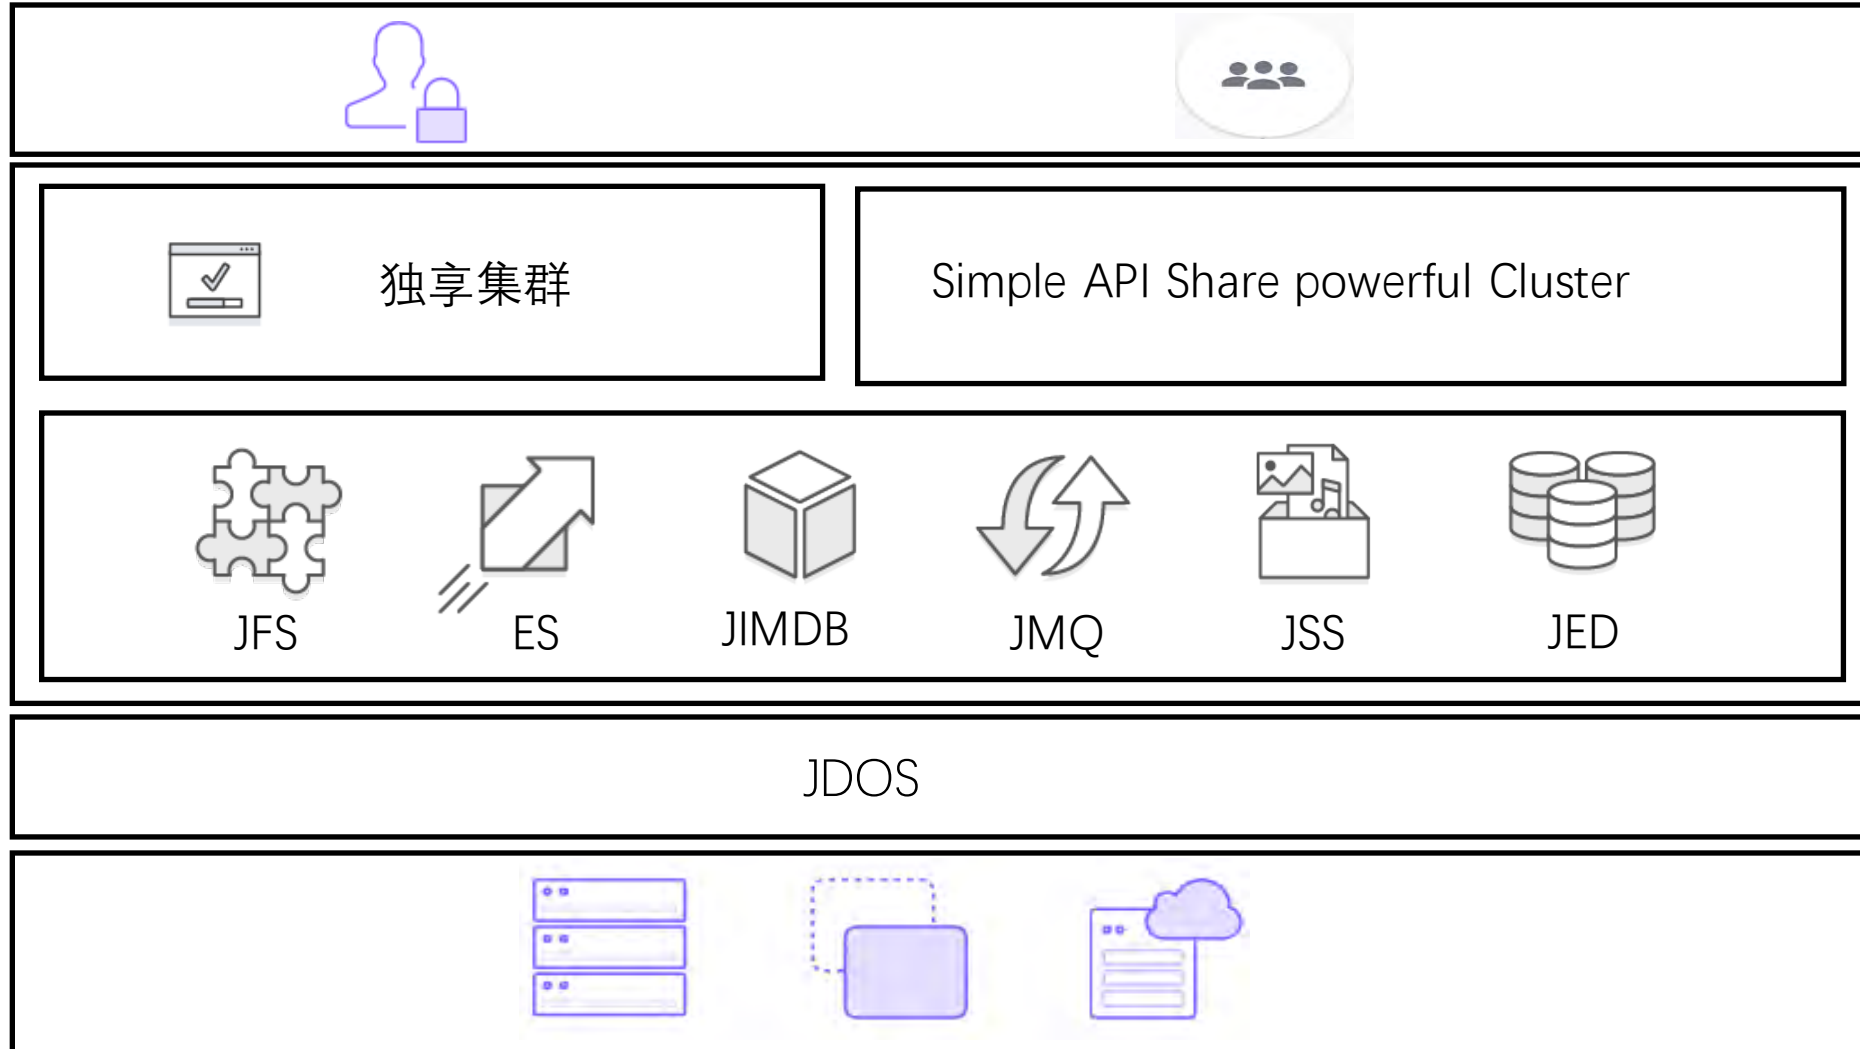 独享集群
Simple API Share powerful Cluster
JFS
ES
JIMDB
JMQ
JSS
JED
JDOS